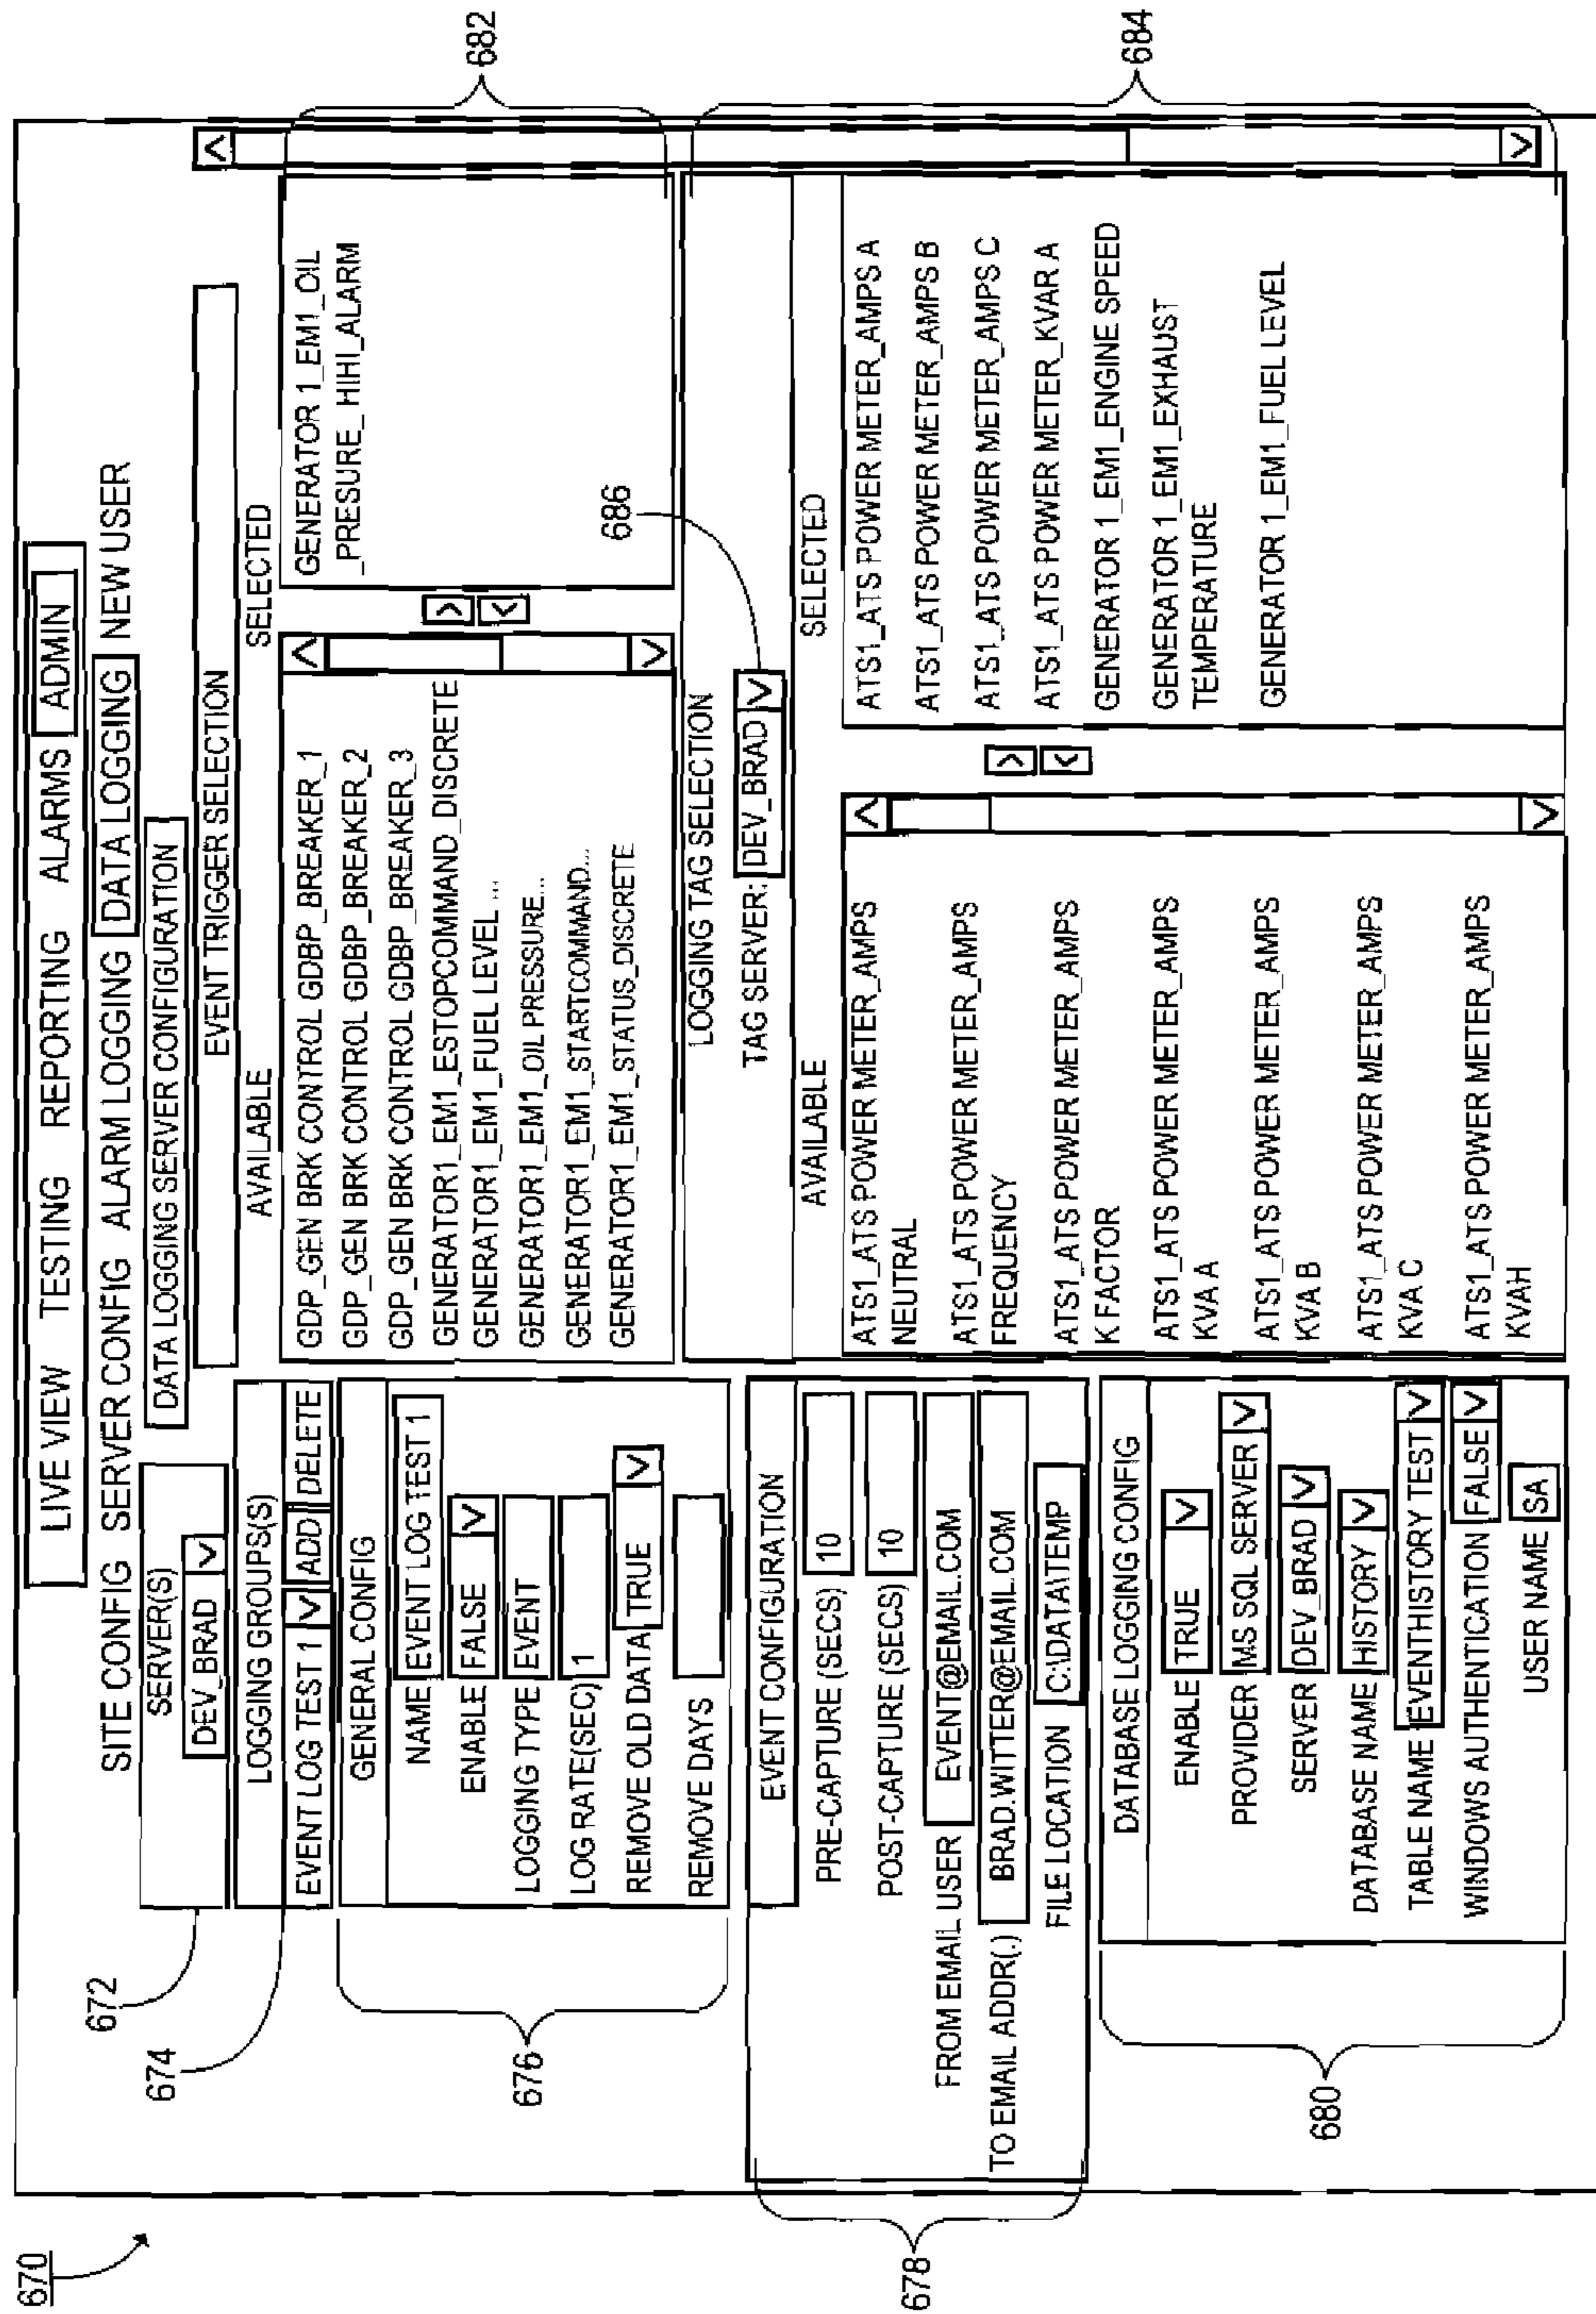 670
LIVE VIEW TESTING REPORTING ALARMS ADMIN
SITE CONFIG SERVER CONFIG ALARM LOGGING DATA LOGGING NEW USER
DATA LOGGING SERVER CONFIGURATION
672
SERVER(S)
DEV_BRAD
674
LOGGING GROUPS(S)
EVENT LOG TEST 1 ADD DELETE
676
GENERAL CONFIG
NAME EVENT LOG TEST 1
ENABLE FALSE
LOGGING TYPE EVENT
LOG RATE(SEC) 1
REMOVE OLD DATA TRUE
REMOVE DAYS
678
EVENT CONFIGURATION
PRE-CAPTURE (SECS) 10
POST-CAPTURE (SECS) 10
FROM EMAIL USER EVENT@EMAIL.COM
TO EMAIL ADDR(.) BRAD.WITTER@EMAIL.COM
FILE LOCATION C:\DATA\TEMP
680
DATABASE LOGGING CONFIG
ENABLE TRUE
PROVIDER MS SQL SERVER
SERVER DEV_BRAD
DATABASE NAME HISTORY
TABLE NAME EVENTHISTORY TEST
WINDOWS AUTHENTICATION FALSE
USER NAME SA
EVENT TRIGGER SELECTION
AVAILABLE SELECTED
GDP_GEN BRK CONTROL GDBP_BREAKER_1
GDP_GEN BRK CONTROL GDBP_BREAKER_2
GDP_GEN BRK CONTROL GDBP_BREAKER_3
GENERATOR1_EM1_ESTOPCOMMAND_DISCRETE
GENERATOR1_EM1_FUEL LEVEL ...
GENERATOR1_EM1_OIL PRESSURE...
GENERATOR1_EM1_STARTCOMMAND...
GENERATOR1_EM1_STATUS_DISCRETE
>
<
GENERATOR 1_EM1_OIL
_PRESURE_ HIHI_ALARM
682
LOGGING TAG SELECTION
TAG SERVER: DEV_BRAD
686
AVAILABLE SELECTED
ATS1_ATS POWER METER_AMPS
NEUTRAL
ATS1_ATS POWER METER_AMPS
FREQUENCY
ATS1_ATS POWER METER_AMPS
K FACTOR
ATS1_ATS POWER METER_AMPS
KVA A
ATS1_ATS POWER METER_AMPS
KVA B
ATS1_ATS POWER METER_AMPS
KVA C
ATS1_ATS POWER METER_AMPS
KVAH
>
<
ATS1_ATS POWER METER_AMPS A
ATS1_ATS POWER METER_AMPS B
ATS1_ATS POWER METER_AMPS C
ATS1_ATS POWER METER_KVAR A
GENERATOR 1_EM1_ENGINE SPEED
GENERATOR 1_EM1_EXHAUST
TEMPERATURE
GENERATOR 1_EM1_FUEL LEVEL
684